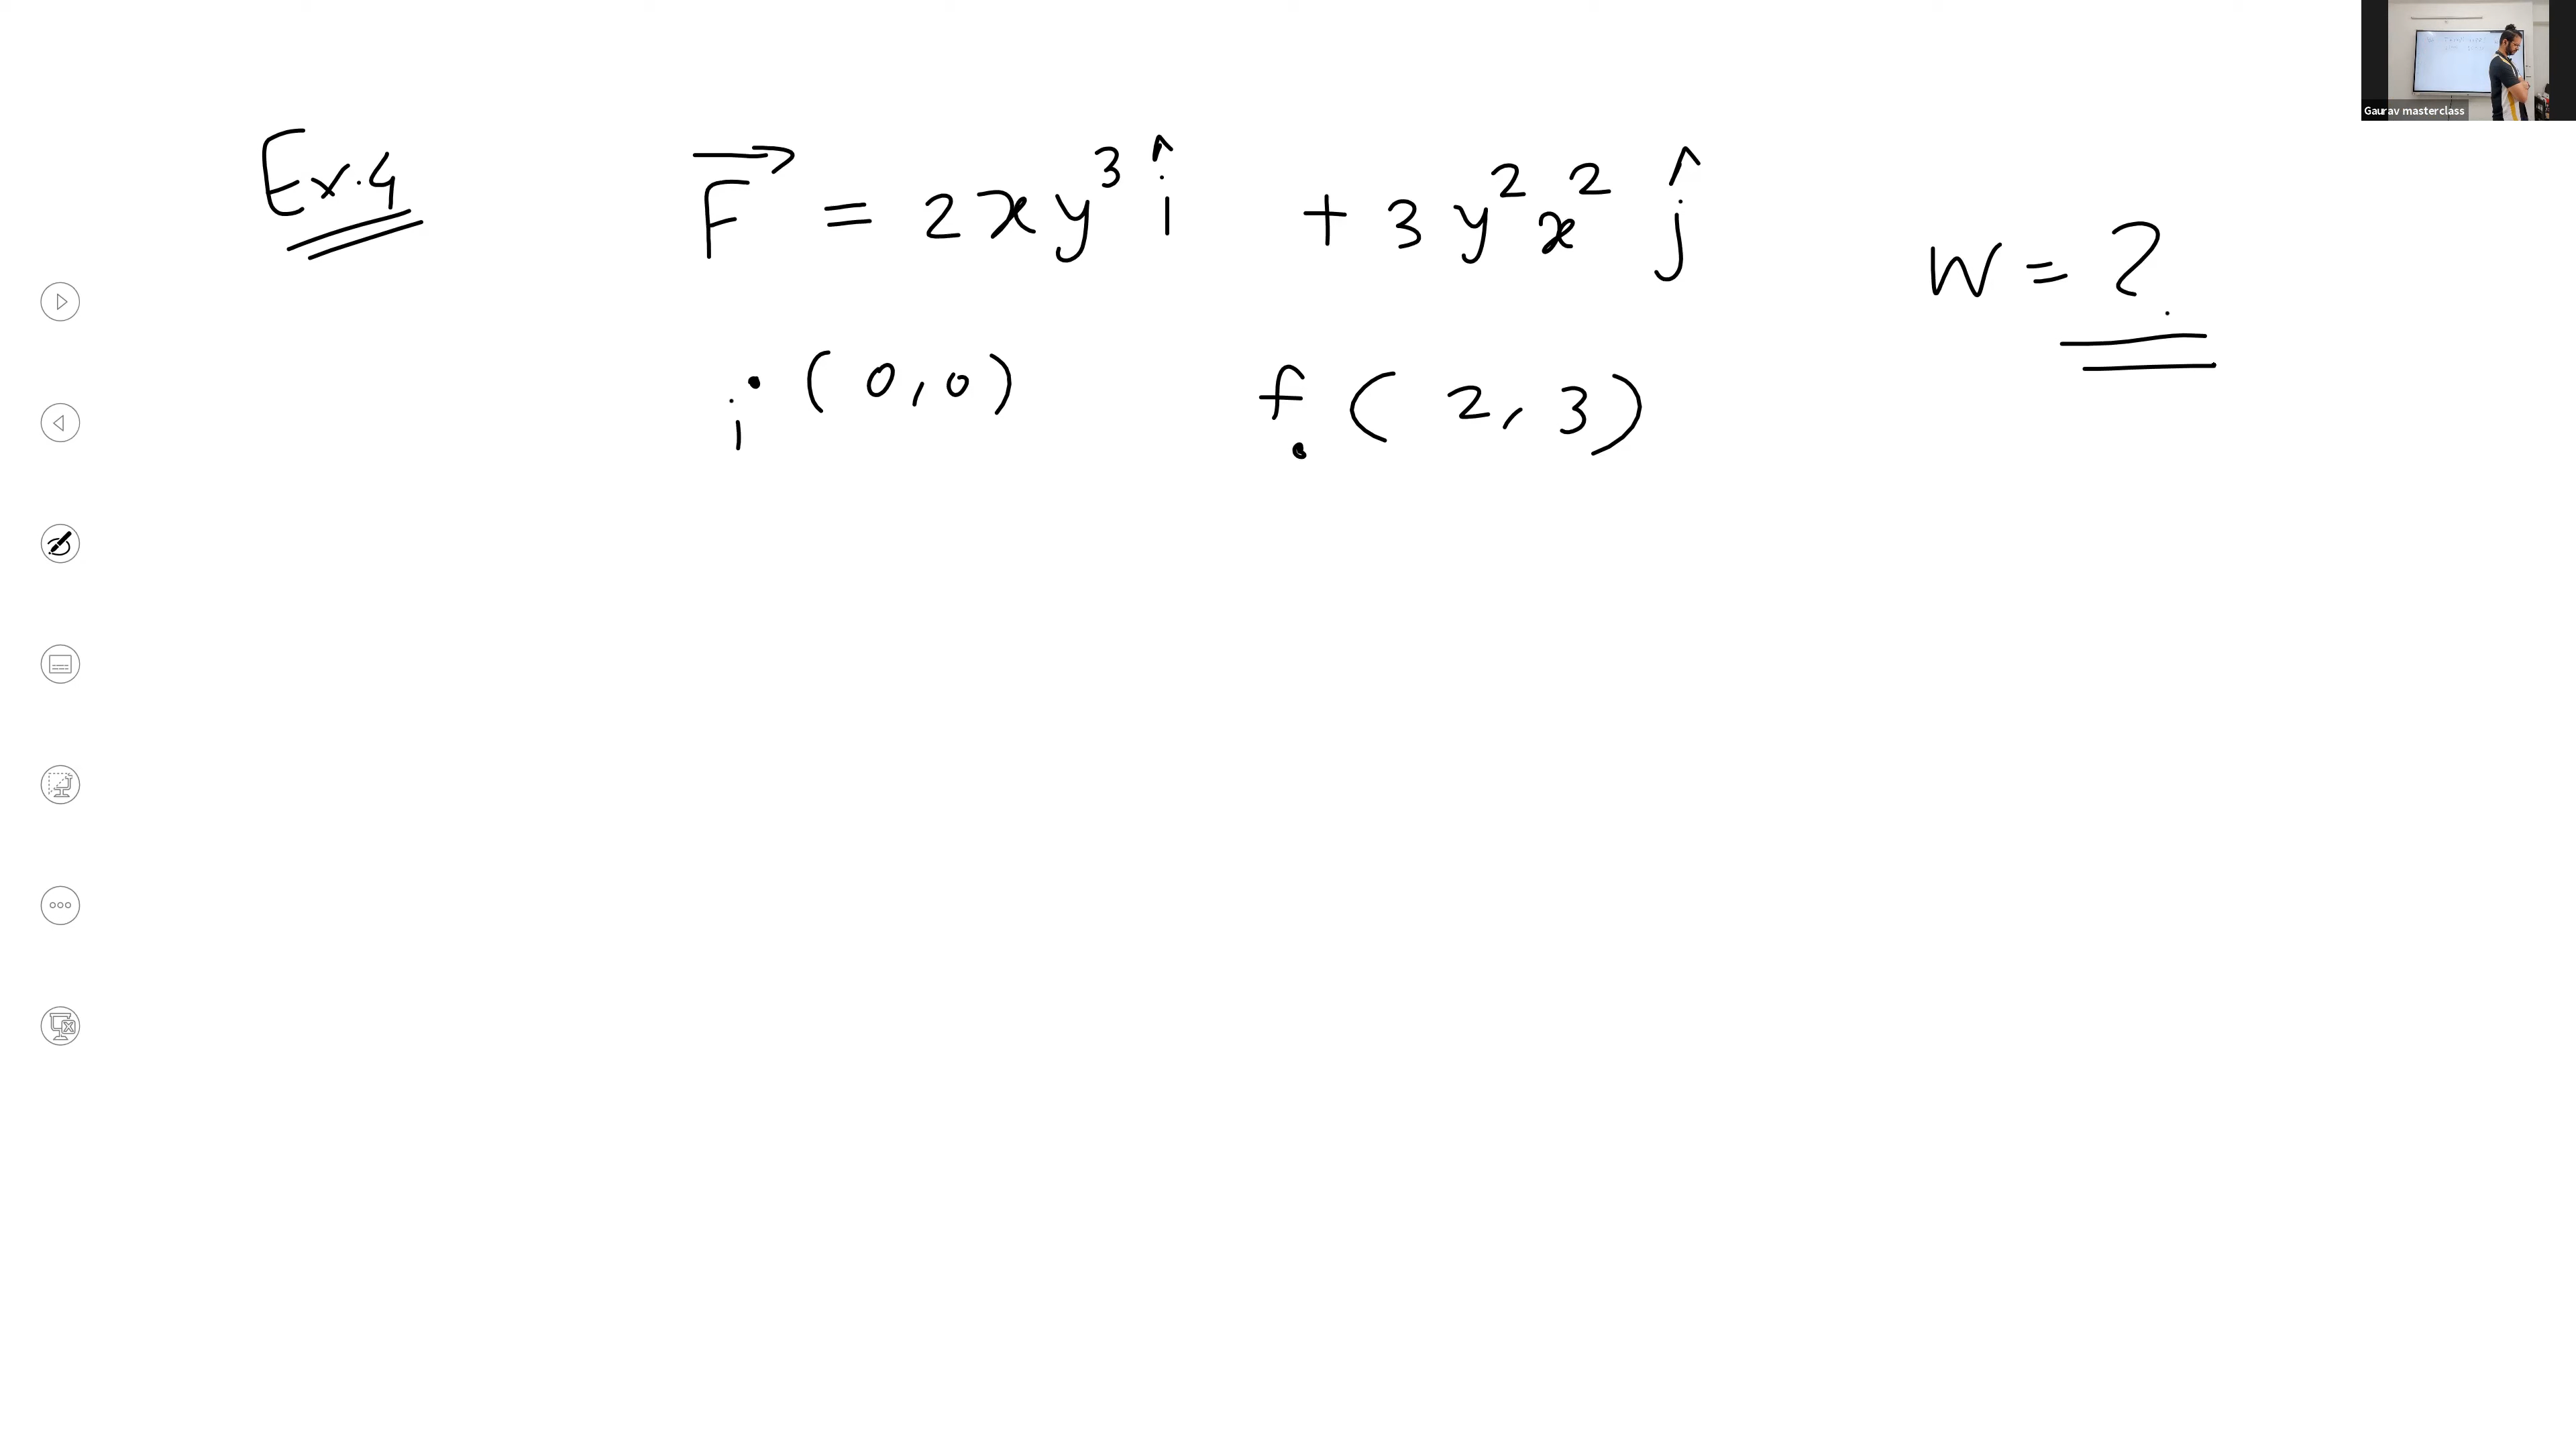 Gaurav masterclass
Ex.4 F⃗ = 2xy³ î + 3y²x² ĵ
W = ?
i (0,0) f (2,3)